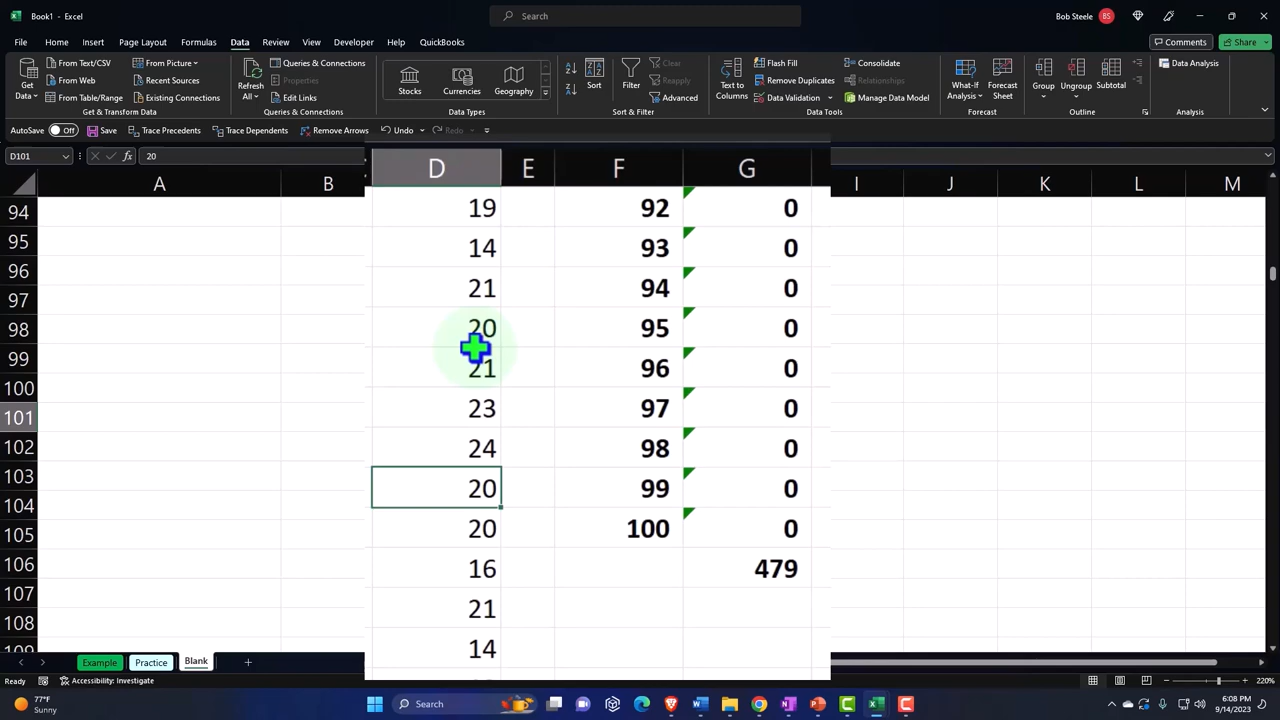 Book1 - Excel
Search
Bob Steele BS
File Home Insert Page Layout Formulas Data Review View Developer Help QuickBooks
Comments Share
Get Data
From Text/CSV
From Web
From Table/Range
From Picture
Recent Sources
Existing Connections
Get & Transform Data
Refresh All
Queries & Connections
Properties
Edit Links
Queries & Connections
Stocks
Currencies
Geography
Data Types
Sort
Filter
Clear
Reapply
Advanced
Sort & Filter
Text to Columns
Flash Fill
Remove Duplicates
Data Validation
Consolidate
Relationships
Manage Data Model
Data Tools
What-If Analysis
Forecast Sheet
Forecast
Group
Ungroup
Subtotal
Outline
Data Analysis
Analysis
AutoSave Off Save Trace Precedents Trace Dependents Remove Arrows Undo Redo
D101 fx 20
A B D E F G I J K L M
94
95
96
97
98
99
100
101
102
103
104
105
106
107
108
19 92 0
14 93 0
21 94 0
20 95 0
21 96 0
23 97 0
24 98 0
20 99 0
20 100 0
16 479
21
14
Example Practice Blank
Ready Accessibility: Investigate 220%
77°F
Sunny
Search
6:08 PM
9/14/2023